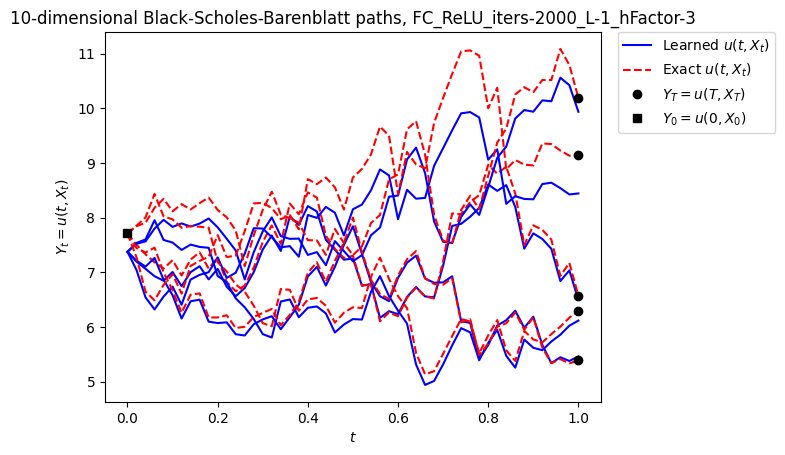 10-dimensional Black-Scholes-Barenblatt paths, FC_ReLU_iters-2000_L-1_hFactor-3
Learned u(t, X_t)
Exact u(t, X_t)
Y_T = u(T, X_T)
Y_0 = u(0, X_0)
Y_t = u(t, X_t)
11
10
9
8
7
6
5
0.0 0.2 0.4 0.6 0.8 1.0
t